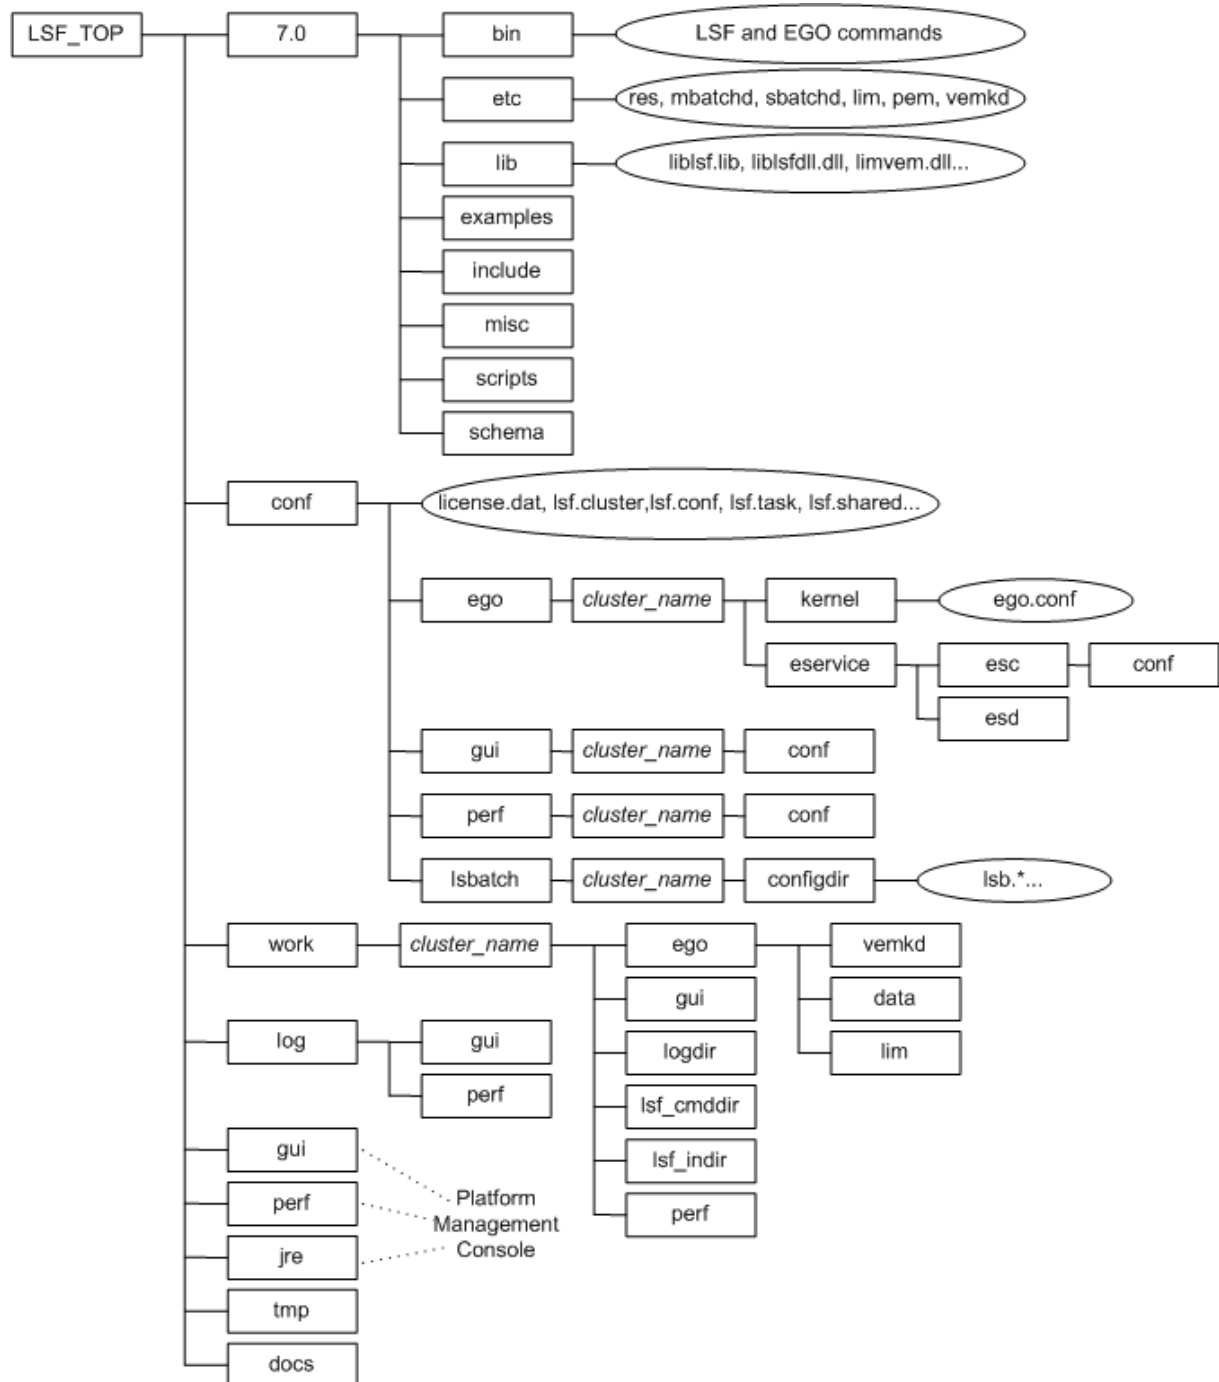 LSF_TOP
7.0
bin
LSF and EGO commands
etc
res, mbatchd, sbatchd, lim, pem, vemkd
lib
liblsf.lib, liblsfdll.dll, limvem.dll...
examples
include
misc
scripts
schema
conf
license.dat, lsf.cluster,lsf.conf, lsf.task, lsf.shared...
ego
cluster_name
kernel
ego.conf
eservice
esc
conf
esd
gui
cluster_name
conf
perf
cluster_name
conf
lsbatch
cluster_name
configdir
lsb.*...
work
cluster_name
ego
vemkd
gui
data
log
gui
logdir
lim
perf
lsf_cmddir
gui
lsf_indir
perf
Platform
Management
Console
perf
jre
tmp
docs